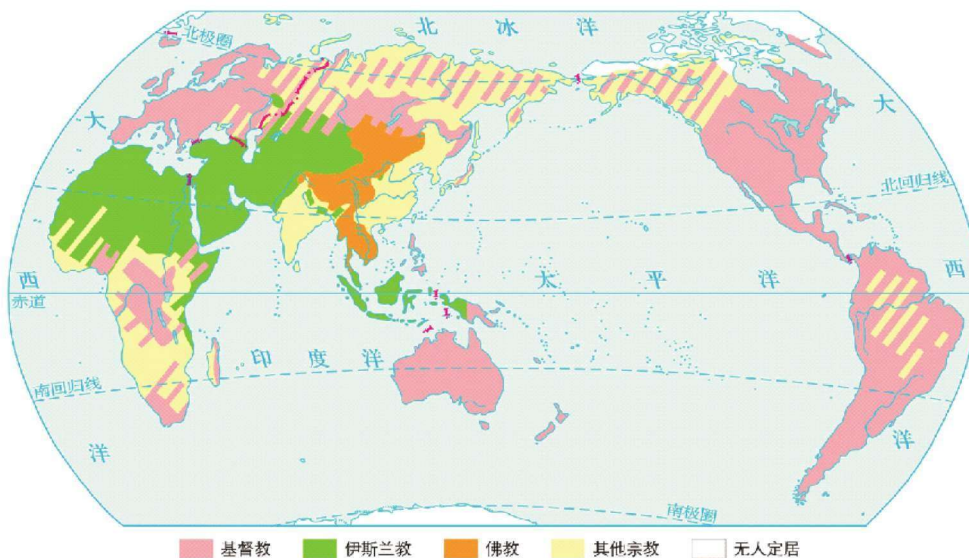 北冰洋
北极圈
大
大
北回归线
西
太平洋
西
赤道
印度洋
南回归线
洋
洋
南极圈
基督教
伊斯兰教
佛教
其他宗教
无人定居